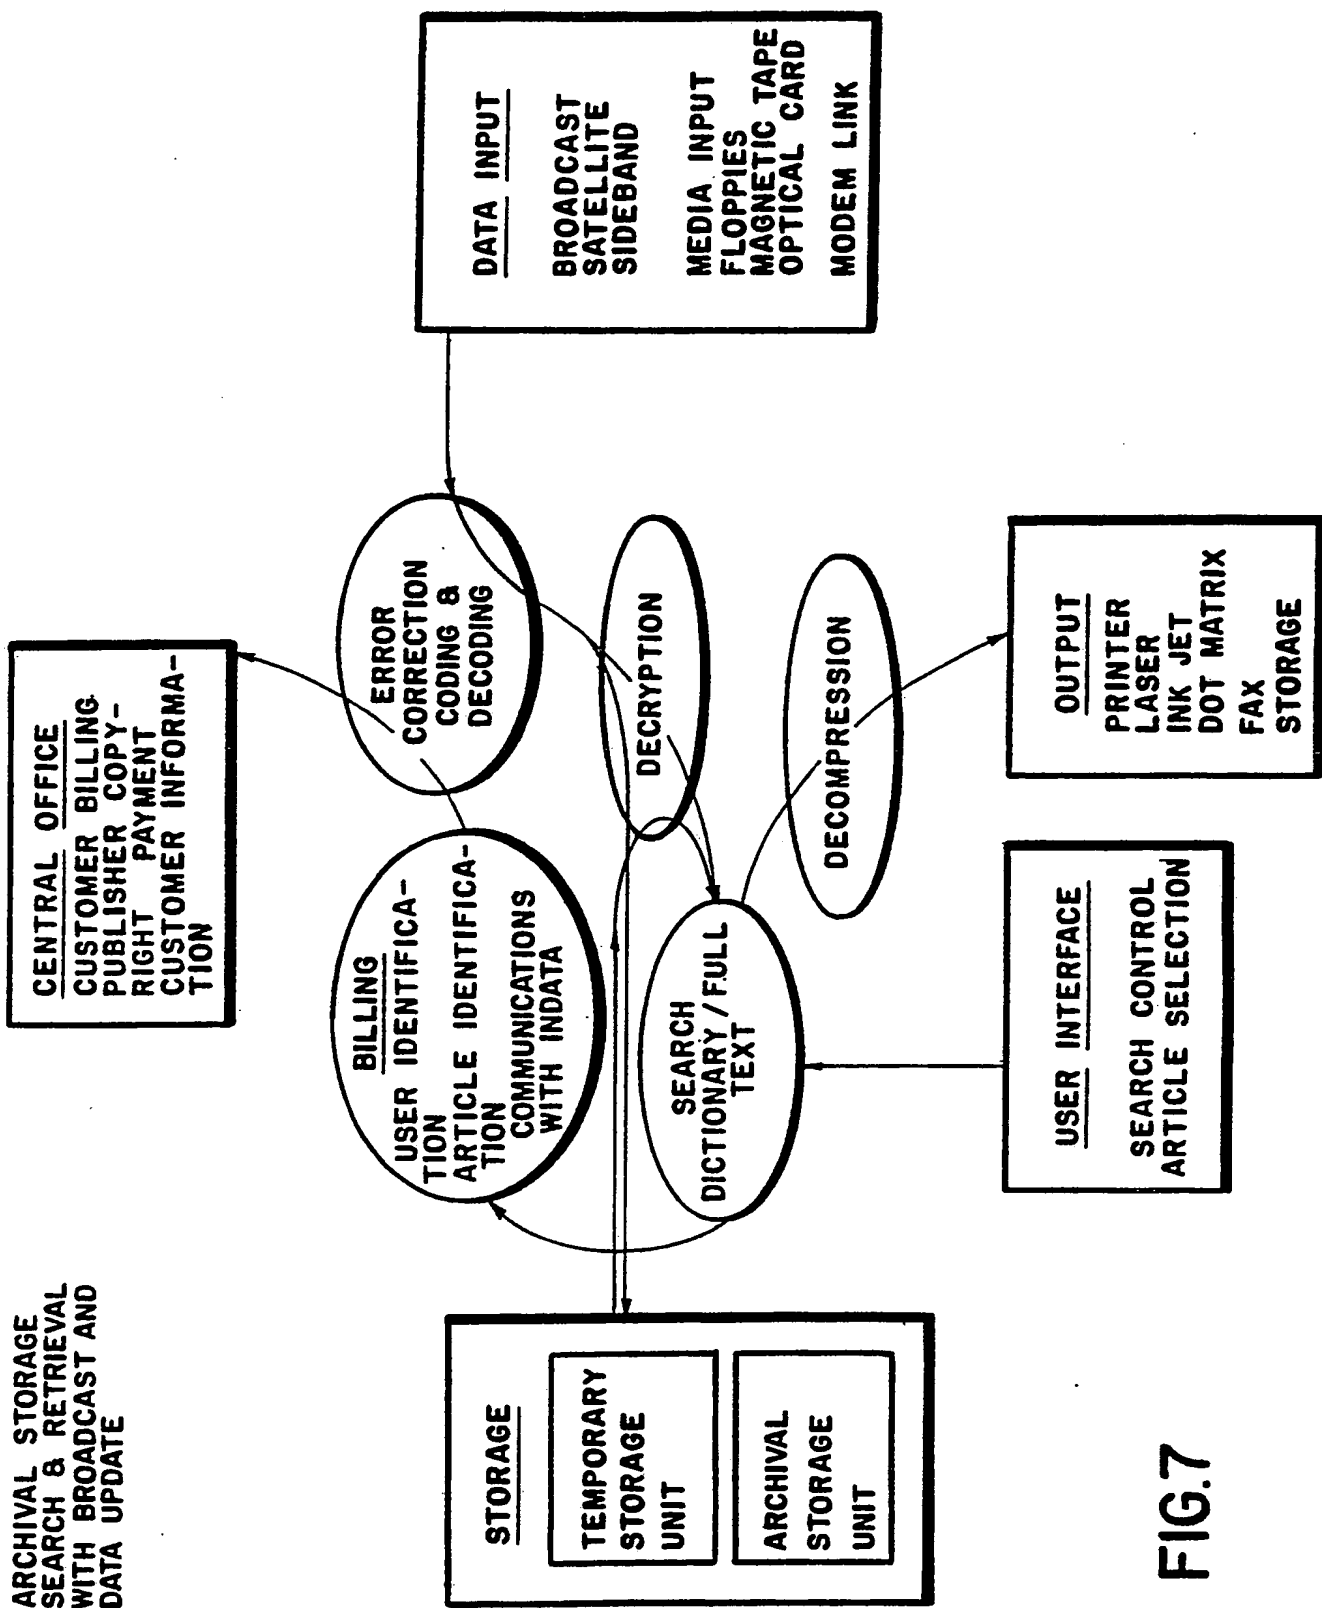 ARCHIVAL STORAGE
SEARCH & RETRIEVAL
WITH BROADCAST AND
DATA UPDATE
CENTRAL OFFICE
CUSTOMER BILLING
PUBLISHER COPY-
RIGHT PAYMENT
CUSTOMER INFORMA-
TION
STORAGE
TEMPORARY
STORAGE
UNIT
ARCHIVAL
STORAGE
UNIT
BILLING
USER IDENTIFICA-
TION
ARTICLE IDENTIFICA-
TION
COMMUNICATIONS
WITH INDATA
ERROR
CORRECTION
CODING &
DECODING
DATA INPUT
BROADCAST
SATELLITE
SIDEBAND
MEDIA INPUT
FLOPPIES
MAGNETIC TAPE
OPTICAL CARD
MODEM LINK
SEARCH
DICTIONARY/FULL
TEXT
DECRYPTION
DECOMPRESSION
USER INTERFACE
SEARCH CONTROL
ARTICLE SELECTION
OUTPUT
PRINTER
LASER
INK JET
DOT MATRIX
FAX
STORAGE
FIG.7